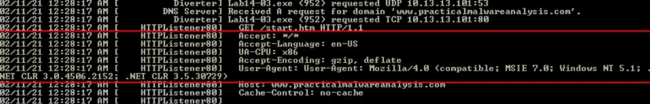 02/11/21 12:28:17 AM [ Diverter] Lab14-03.exe (952) requested UDP 10.13.13.101:53
02/11/21 12:28:17 AM [ DNS Server] Received A request for domain 'www.practicalmalwareanalysis.com'.
02/11/21 12:28:17 AM [ Diverter] Lab14-03.exe (952) requested TCP 10.13.13.101:80
02/11/21 12:28:17 AM [ HTTPListener80] GET /start.htm HTTP/1.1
02/11/21 12:28:17 AM [ HTTPListener80] Accept: */*
02/11/21 12:28:17 AM [ HTTPListener80] Accept-Language: en-US
02/11/21 12:28:17 AM [ HTTPListener80] UA-CPU: x86
02/11/21 12:28:17 AM [ HTTPListener80] Accept-Encoding: gzip, deflate
02/11/21 12:28:17 AM [ HTTPListener80] User-Agent: User-Agent: Mozilla/4.0 (compatible; MSIE 7.0; Windows NT 5.1; .
NET CLR 3.0.4506.2152; .NET CLR 3.5.30729)
02/11/21 12:28:17 AM [ HTTPListener80] Host: www.practicalmalwareanalysis.com
02/11/21 12:28:17 AM [ HTTPListener80] Cache-Control: no-cache